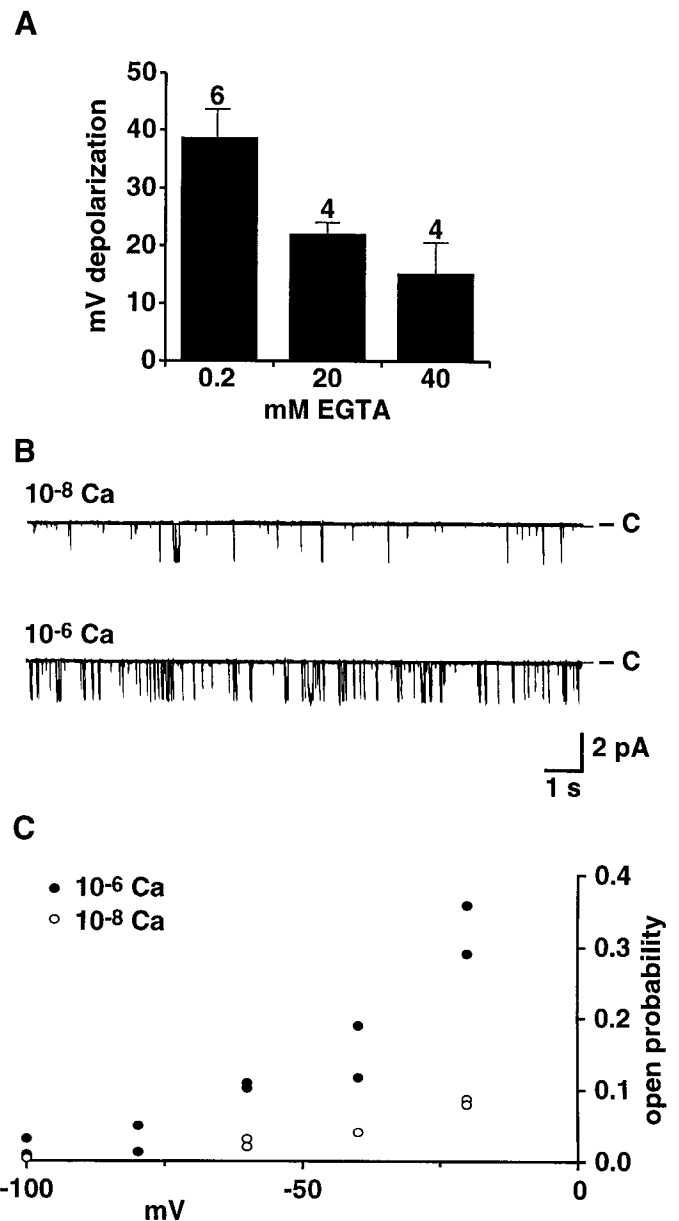 A
50
40
30
20
10
0
mV depolarization
6
4
4
0.2 20 40
mM EGTA
B
10-8 Ca
– C
10-6 Ca
– C
2 pA
1 s
C
● 10-6 Ca
○ 10-8 Ca
0.4
0.3
0.2
0.1
0.0
open probability
-100 -50 0
mV